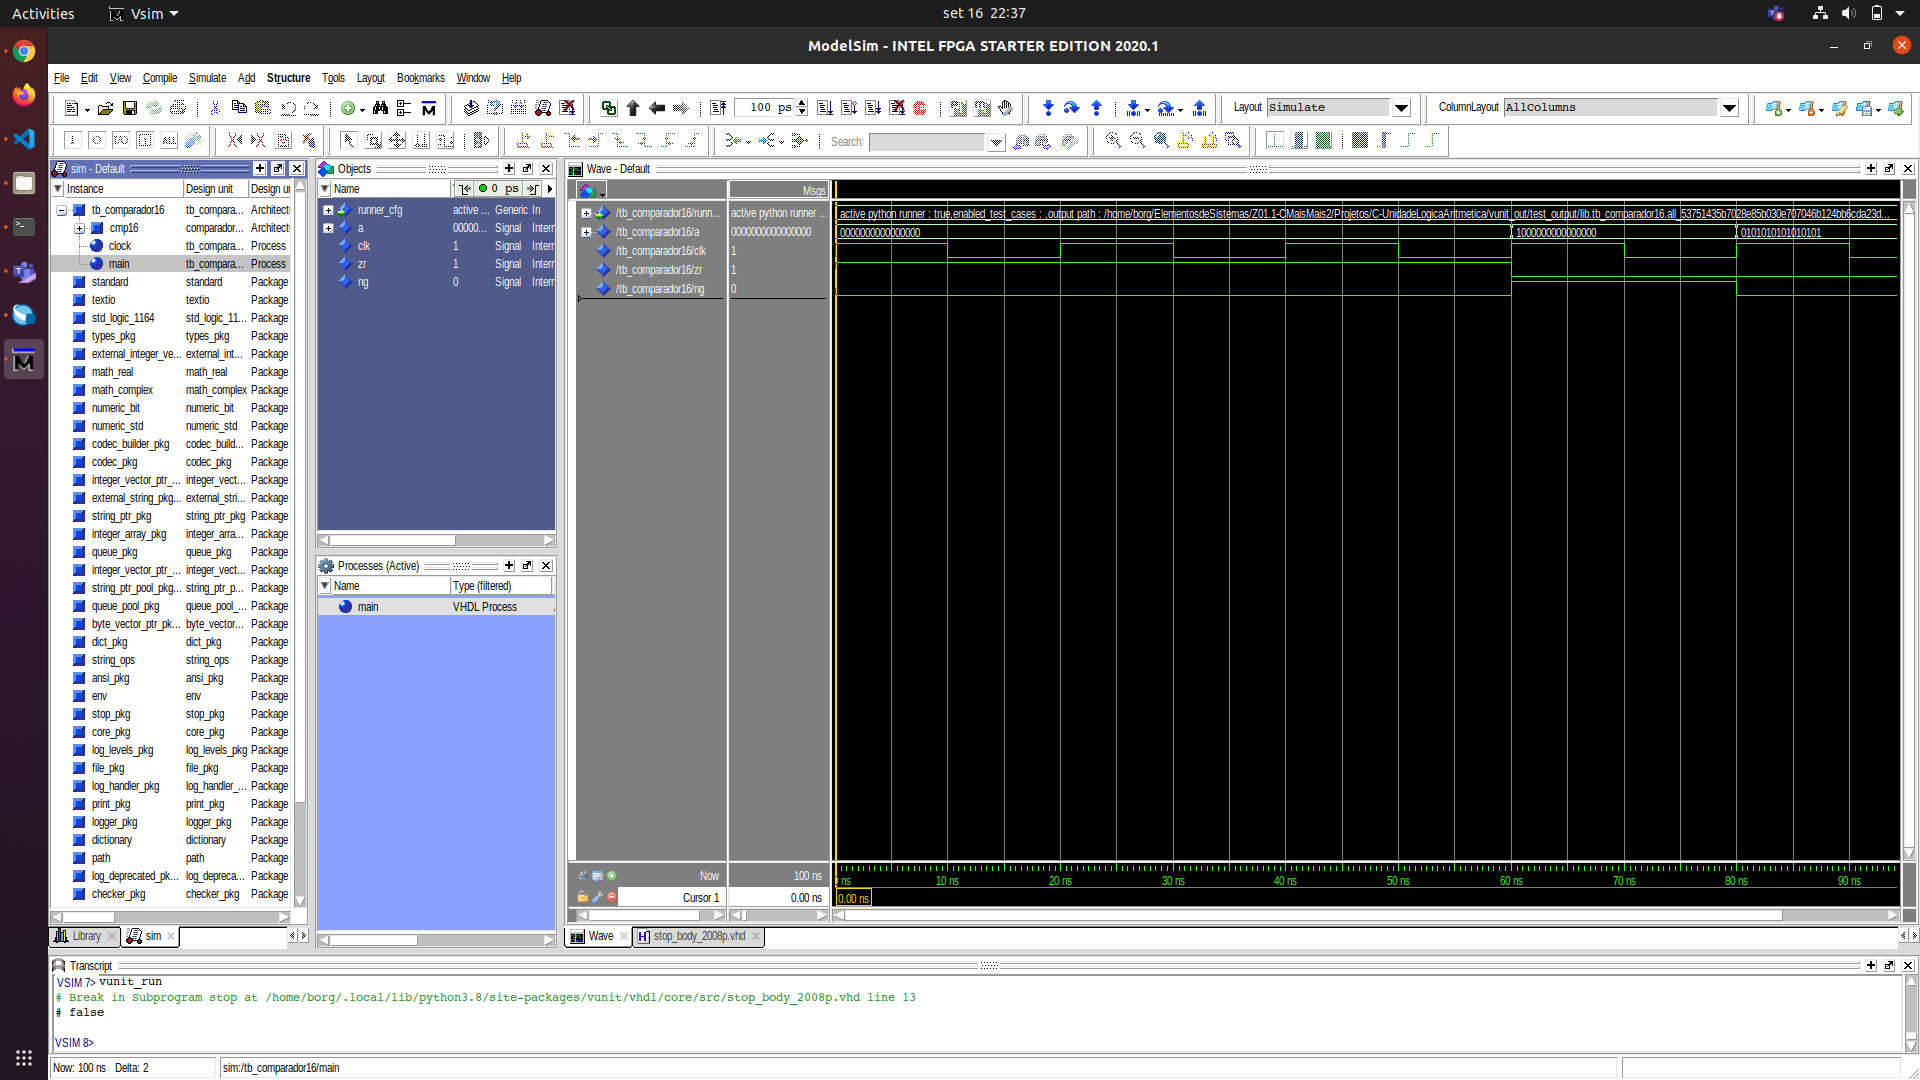 Activities Vsim set 16 22:37
ModelSim - INTEL FPGA STARTER EDITION 2020.1
File Edit View Compile Simulate Add Structure Tools Layout Bookmarks Window Help
100 ps Layout Simulate ColumnLayout AllColumns
Search:
sim - Default
Instance Design unit
tb_comparador16 tb_compara... Architect
cmp16 comparador... Architect
clock tb_compara... Process
main tb_compara... Process
standard standard Package
textio textio Package
std_logic_1164 std_logic_11... Package
types_pkg types_pkg Package
external_integer_ve... external_int... Package
math_real math_real Package
math_complex math_complex Package
numeric_bit numeric_bit Package
numeric_std numeric_std Package
codec_builder_pkg codec_build... Package
codec_pkg codec_pkg Package
integer_vector_ptr_... integer_vect... Package
external_string_pkg... external_stri... Package
string_ptr_pkg string_ptr_pkg Package
integer_array_pkg integer_arra... Package
queue_pkg queue_pkg Package
integer_vector_ptr_... integer_vect... Package
string_ptr_pool_pkg... string_ptr_p... Package
queue_pool_pkg queue_pool_... Package
byte_vector_ptr_pk... byte_vector... Package
dict_pkg dict_pkg Package
string_ops string_ops Package
ansi_pkg ansi_pkg Package
env env Package
stop_pkg stop_pkg Package
core_pkg core_pkg Package
log_levels_pkg log_levels_pkg Package
file_pkg file_pkg Package
log_handler_pkg log_handler_... Package
print_pkg print_pkg Package
logger_pkg logger_pkg Package
dictionary dictionary Package
path path Package
log_deprecated_pk... log_depreca... Package
checker_pkg checker_pkg Package
Library sim
Objects
Name 0 ps
runner_cfg active ... Generic In
a 00000... Signal Intern
clk 1 Signal Intern
zr 1 Signal Intern
ng 0 Signal Intern
Processes (Active)
Name Type (filtered)
main VHDL Process
Wave - Default
Msgs
/tb_comparador16/runn... active python runner ... active python runner : true,enabled_test_cases : ,output path : /home/borg/ElementosdeSistemas/Z01.1-CMaisMais2/Projetos/C-UnidadeLogicaAritmetica/vunit_out/test_output/lib.tb_comparador16.all_53751435b7028e85b030e707046b124bb6cda23d...
/tb_comparador16/a 0000000000000000 0000000000000000 1000000000000000 0101010101010101
/tb_comparador16/clk 1
/tb_comparador16/zr 1
/tb_comparador16/ng 0
Now 100 ns ns 10 ns 20 ns 30 ns 40 ns 50 ns 60 ns 70 ns 80 ns 90 ns
Cursor 1 0.00 ns 0.00 ns
Wave stop_body_2008p.vhd
Transcript
VSIM 7> vunit_run
# Break in Subprogram stop at /home/borg/.local/lib/python3.8/site-packages/vunit/vhdl/core/src/stop_body_2008p.vhd line 13
# false
VSIM 8>
Now: 100 ns Delta: 2 sim:/tb_comparador16/main